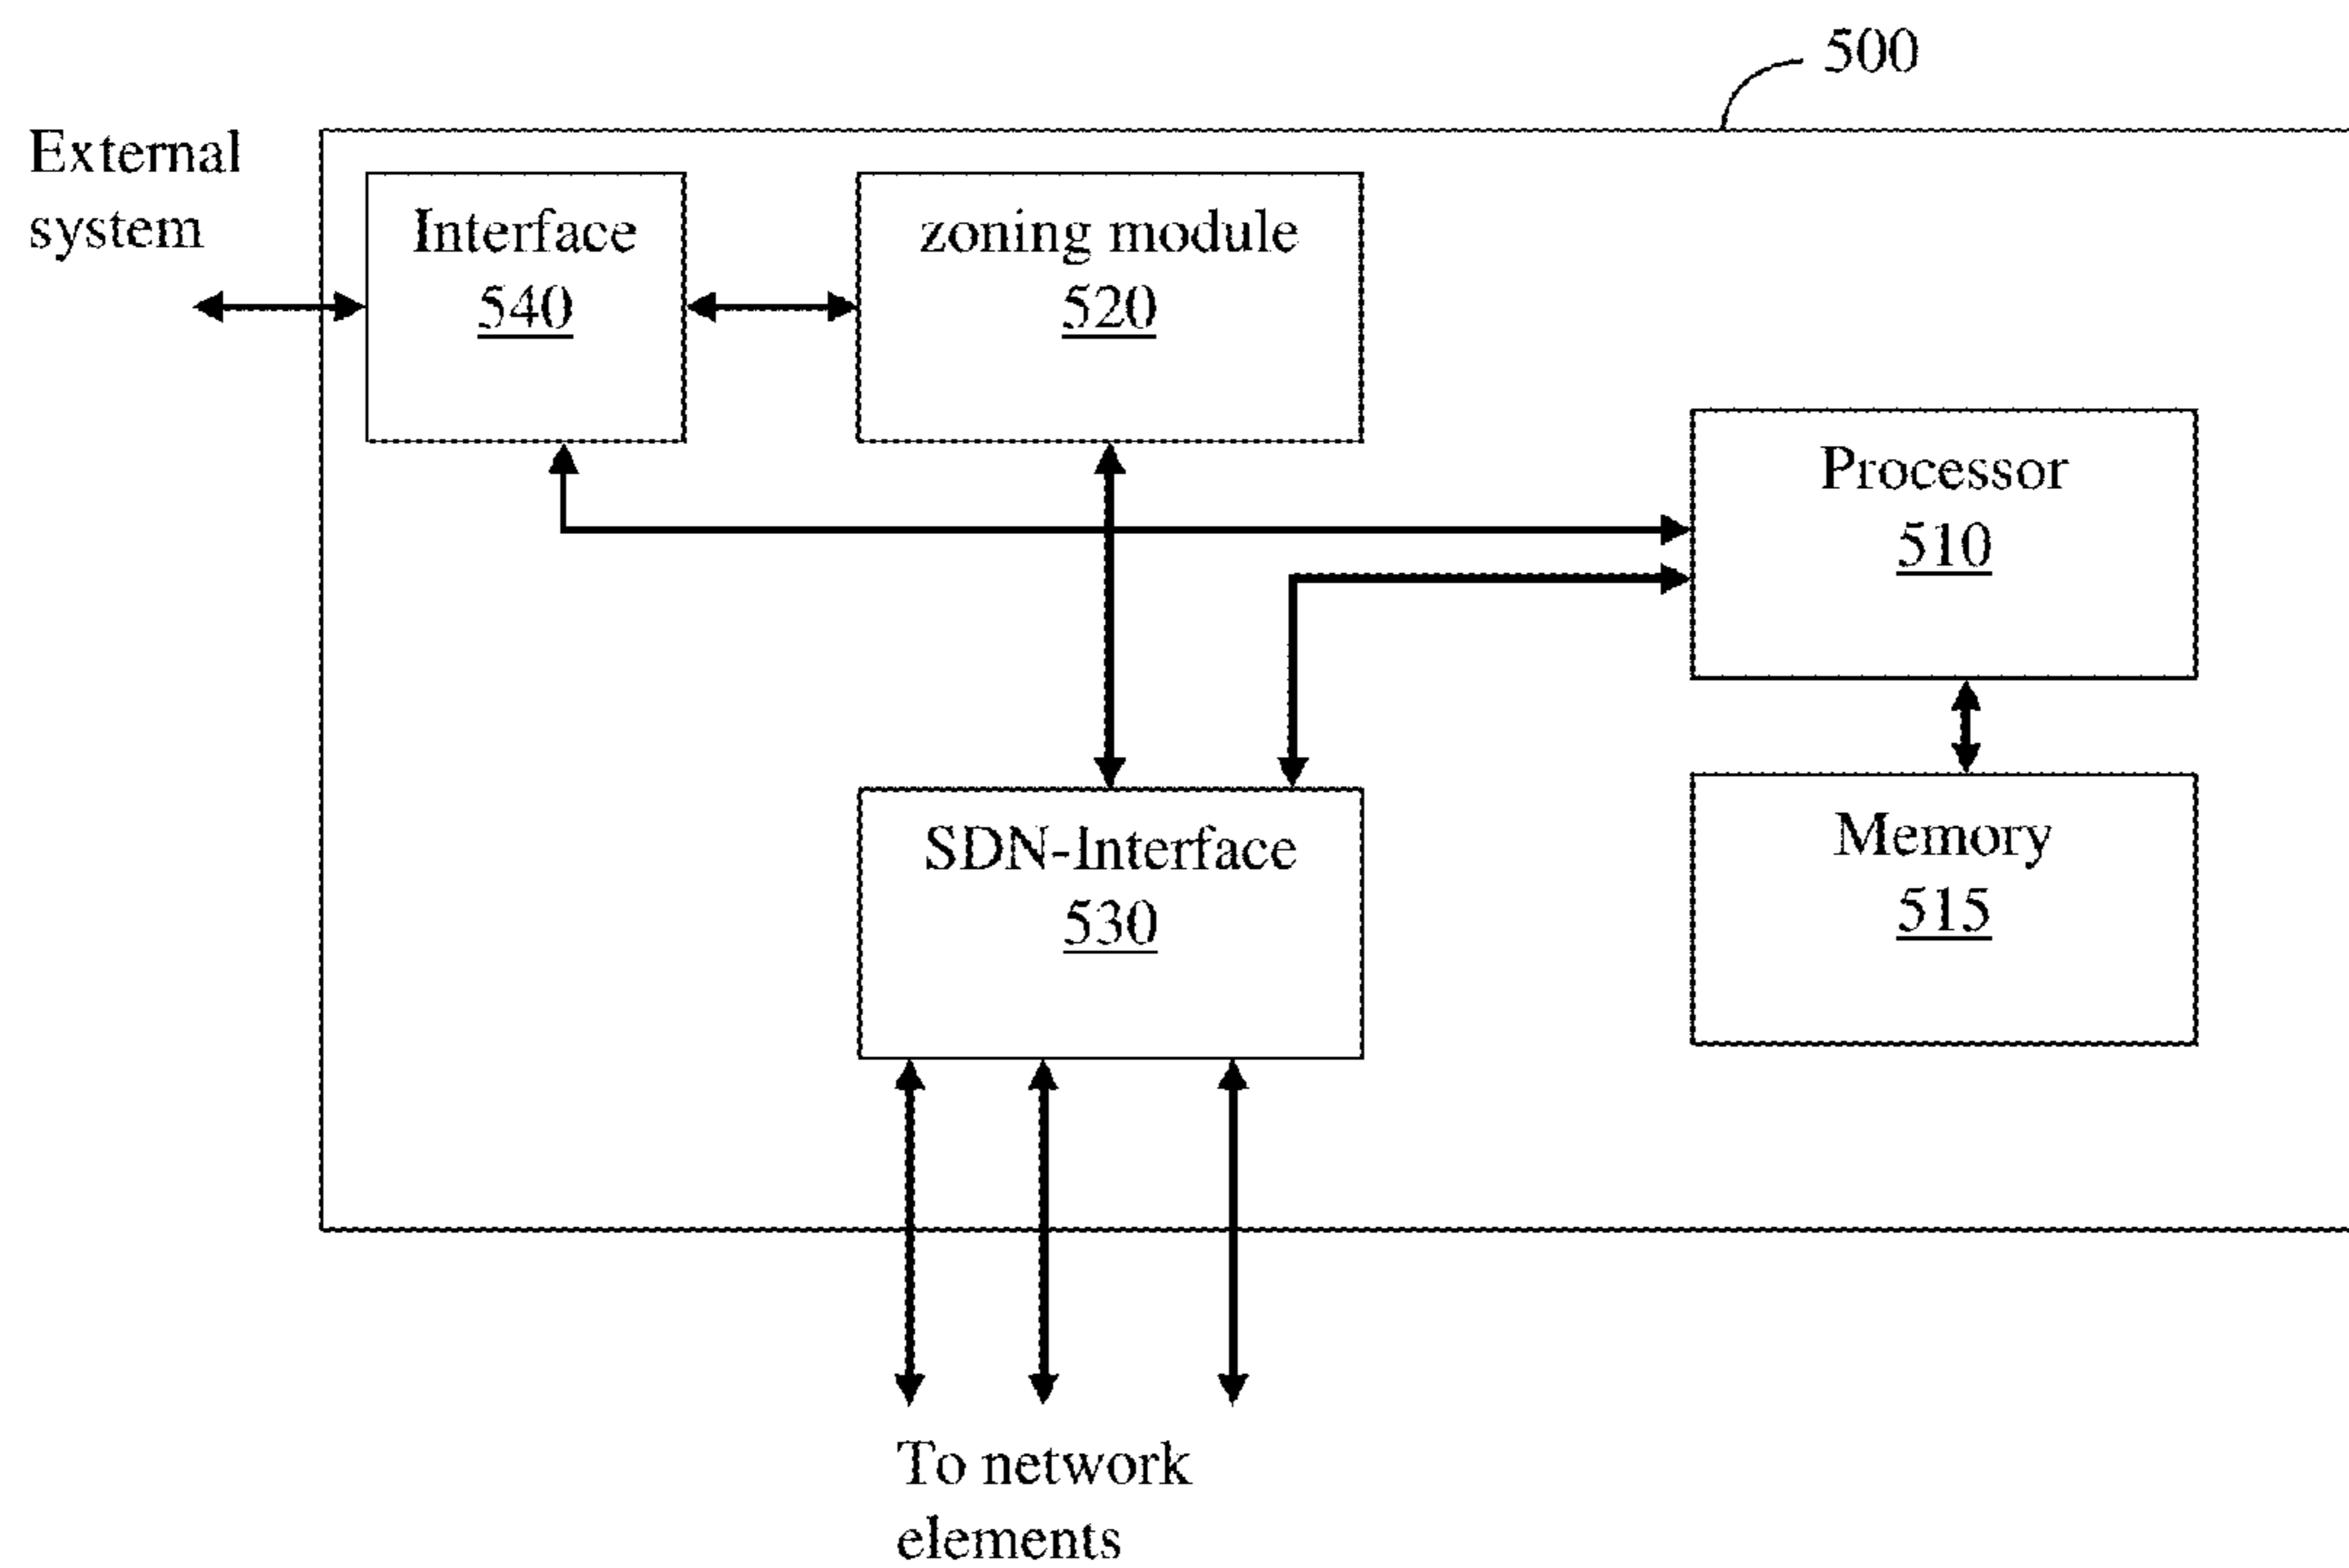 500
External
system
Interface
540
zoning module
520
Processor
510
SDN-Interface
530
Memory
515
To network
elements